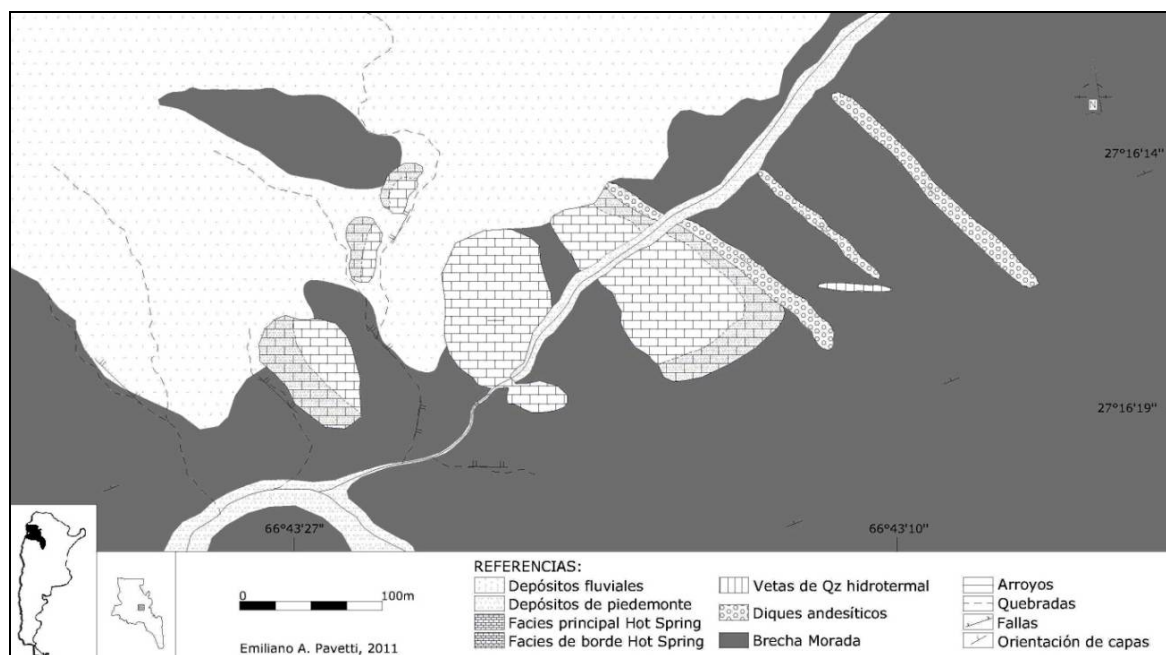 N
27°16'14"
27°16'19"
66°43'27"
66°43'10"
REFERENCIAS:
Depósitos fluviales
Depósitos de piedemonte
Facies principal Hot Spring
Facies de borde Hot Spring
Vetas de Qz hidrotermal
Diques andesíticos
Brecha Morada
Arroyos
Quebradas
Fallas
Orientación de capas
0 100m
Emiliano A. Pavetti, 2011